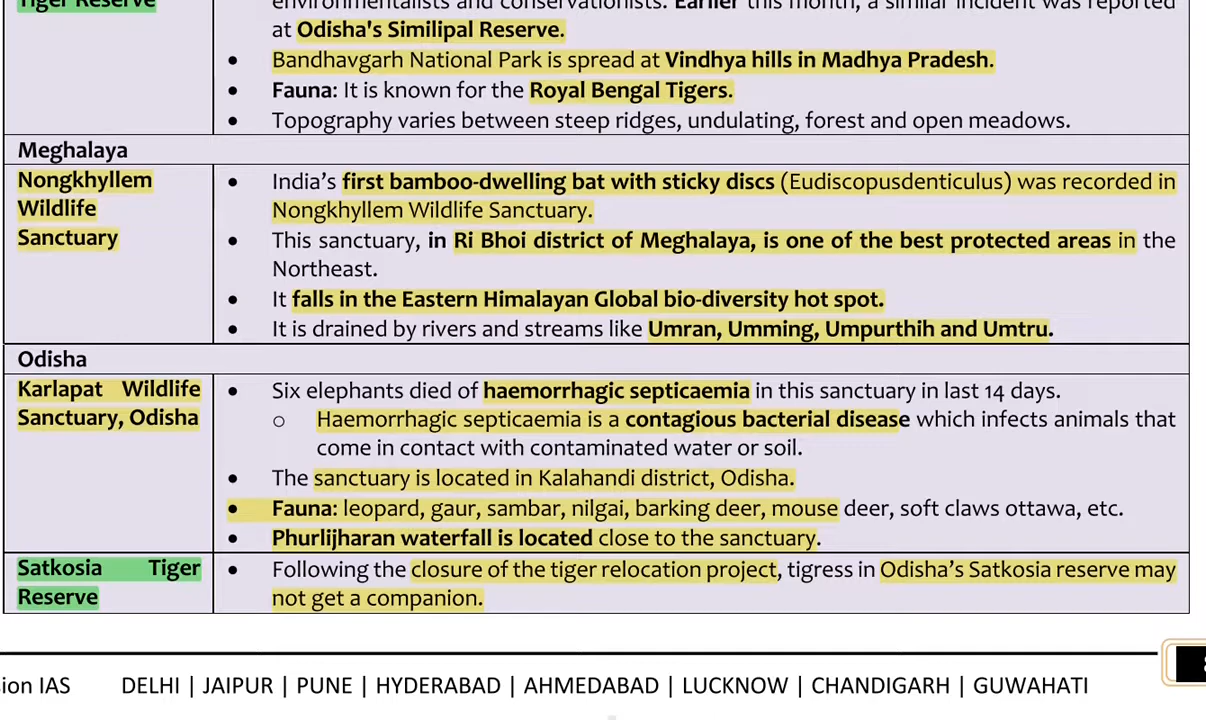 Tiger Reserve
environmentalists and conservationists. Earlier this month, a similar incident was reported
at Odisha's Similipal Reserve.
• Bandhavgarh National Park is spread at Vindhya hills in Madhya Pradesh.
• Fauna: It is known for the Royal Bengal Tigers.
• Topography varies between steep ridges, undulating, forest and open meadows.
Meghalaya
Nongkhyllem
Wildlife
Sanctuary
• India’s first bamboo-dwelling bat with sticky discs (Eudiscopusdenticulus) was recorded in
Nongkhyllem Wildlife Sanctuary.
• This sanctuary, in Ri Bhoi district of Meghalaya, is one of the best protected areas in the
Northeast.
• It falls in the Eastern Himalayan Global bio-diversity hot spot.
• It is drained by rivers and streams like Umran, Umming, Umpurthih and Umtru.
Odisha
Karlapat Wildlife
Sanctuary, Odisha
• Six elephants died of haemorrhagic septicaemia in this sanctuary in last 14 days.
o Haemorrhagic septicaemia is a contagious bacterial disease which infects animals that
come in contact with contaminated water or soil.
• The sanctuary is located in Kalahandi district, Odisha.
• Fauna: leopard, gaur, sambar, nilgai, barking deer, mouse deer, soft claws ottawa, etc.
• Phurlijharan waterfall is located close to the sanctuary.
Satkosia Tiger
Reserve
• Following the closure of the tiger relocation project, tigress in Odisha’s Satkosia reserve may
not get a companion.
sion IAS DELHI | JAIPUR | PUNE | HYDERABAD | AHMEDABAD | LUCKNOW | CHANDIGARH | GUWAHATI